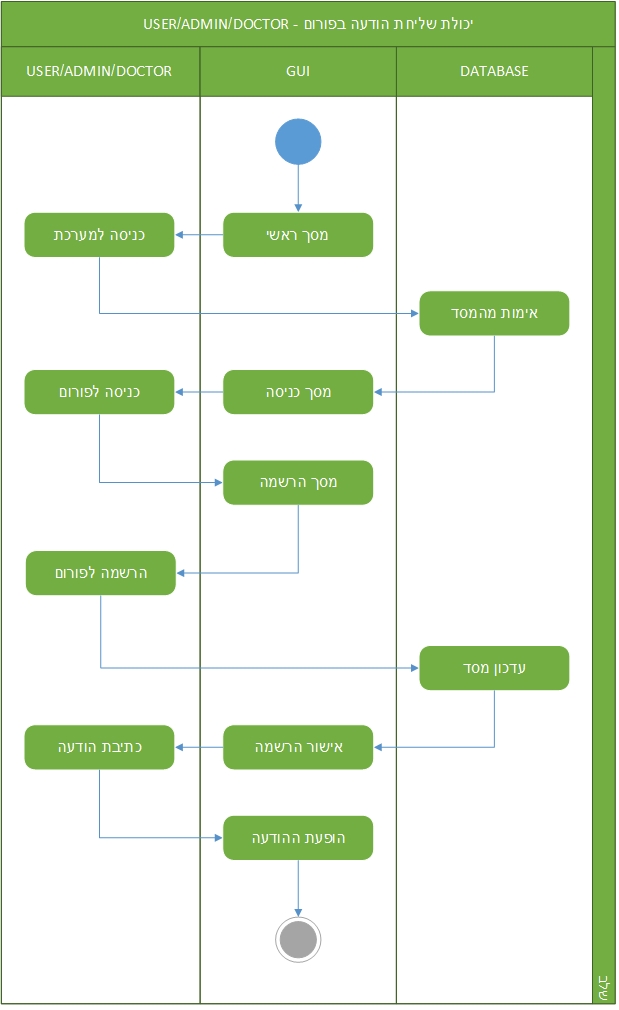 יכולת שליחת הודעה בפורום - USER/ADMIN/DOCTOR
USER/ADMIN/DOCTOR
GUI
DATABASE
מסך ראשי
כניסה למערכת
אימות מהמסד
מסך כניסה
כניסה לפורום
מסך הרשמה
הרשמה לפורום
עדכון מסד
אישור הרשמה
כתיבת הודעה
הופעת ההודעה
שלב